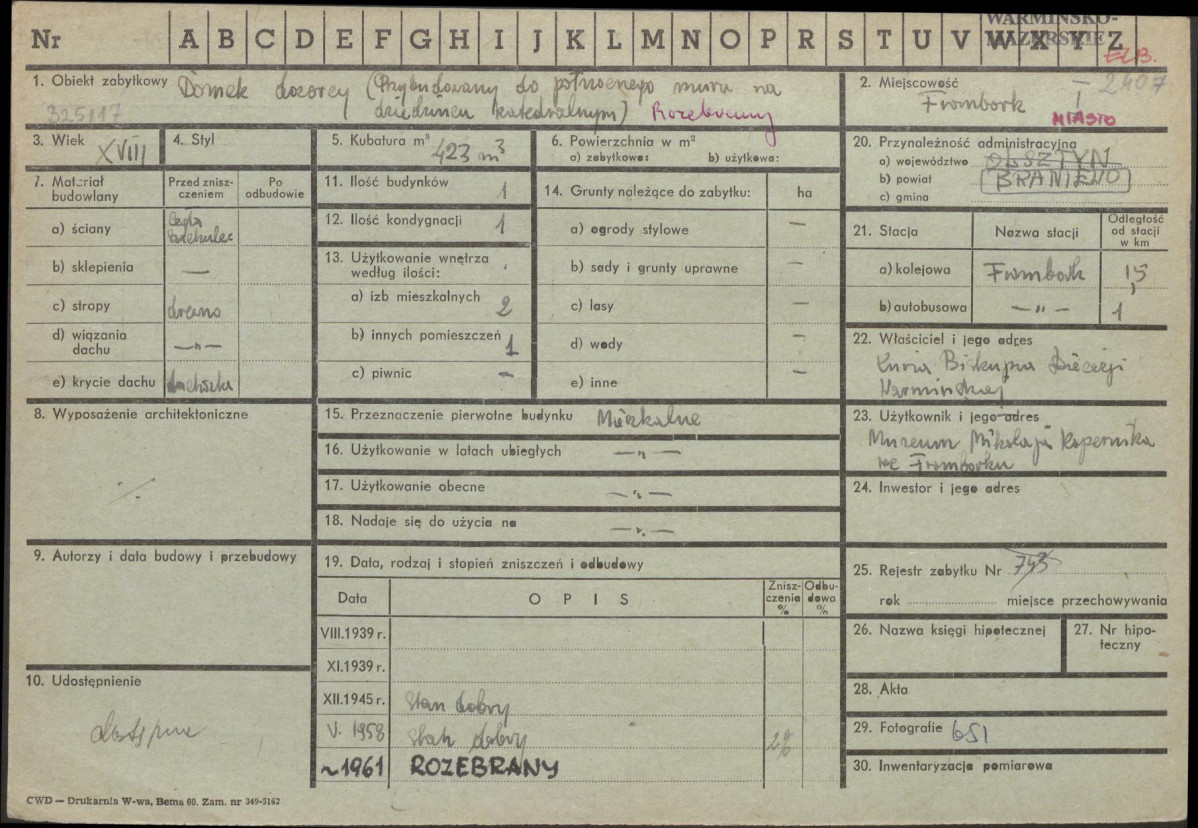 WARMIŃSKO-
MAZURSKIE
Nr A B C D E F G H I J K L M N O P R S T U V W X Y Z
ELB.
1. Obiekt zabytkowy Domek dozorcy (Przybudowany do północnego muru na
dziedzińcu katedralnym) Rozebrany
325117
2. Miejscowość I - 2407
Frombork
MIASTO
3. Wiek XVIII
4. Styl
5. Kubatura m³ 423 m³
6. Powierzchnia w m²
a) zabytkowa: b) użytkowa:
7. Materiał budowlany
Przed zniszczeniem
Po odbudowie
a) ściany Cegła
b) sklepienia —
c) stropy drewno
d) wiązania dachu —„—
e) krycie dachu dachówka
8. Wyposażenie architektoniczne
./.
9. Autorzy i data budowy i przebudowy
10. Udostępnienie
dostępne
11. Ilość budynków 1
12. Ilość kondygnacji 1
13. Użytkowanie wnętrza według ilości:
a) izb mieszkalnych 2
b) innych pomieszczeń 1
c) piwnic —
14. Grunty należące do zabytku: ha
a) ogrody stylowe —
b) sady i grunty uprawne —
c) lasy —
d) wody —
e) inne —
15. Przeznaczenie pierwotne budynku Mieszkalne
16. Użytkowanie w latach ubiegłych —„—
17. Użytkowanie obecne —„—
18. Nadaje się do użycia na —„—
19. Data, rodzaj i stopień zniszczeń i odbudowy
Data O P I S Zniszczenia % Odbudowa %
VIII.1939 r.
XI.1939 r.
XII.1945 r. Stan dobry
V. 1958 Stan dobry 2%
~1961 ROZEBRANY
20. Przynależność administracyjna
a) województwo OLSZTYN
b) powiat BRANIEWO
c) gmina
21. Stacja Nazwa stacji Odległość od stacji w km
a) kolejowa Frombork 1,5
b) autobusowa —„— 1
22. Właściciel i jego adres
Kuria Biskupia Diecezji
Warmińskiej
23. Użytkownik i jego adres
Muzeum Mikołaja Kopernika
we Fromborku
24. Inwestor i jego adres
25. Rejestr zabytku Nr 743
rok miejsce przechowywania
26. Nazwa księgi hipotecznej
27. Nr hipoteczny
28. Akta
29. Fotografie 651
30. Inwentaryzacja pomiarowa
CWD — Drukarnia W-wa, Bema 60. Zam. nr 349-5162